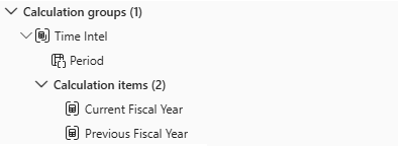 Calculation groups (1)
Time Intel
Period
Calculation items (2)
Current Fiscal Year
Previous Fiscal Year